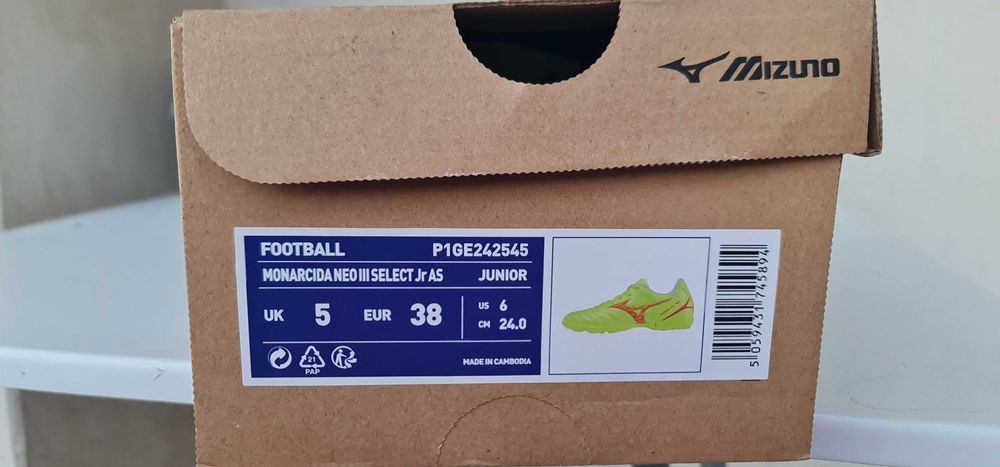 MIZUNO
FOOTBALL P1GE242545
MONARCIDA NEO III SELECT Jr AS JUNIOR
UK 5 EUR 38 US 6
CM 24.0
21
PAP
MADE IN CAMBODIA
5 059431 745894